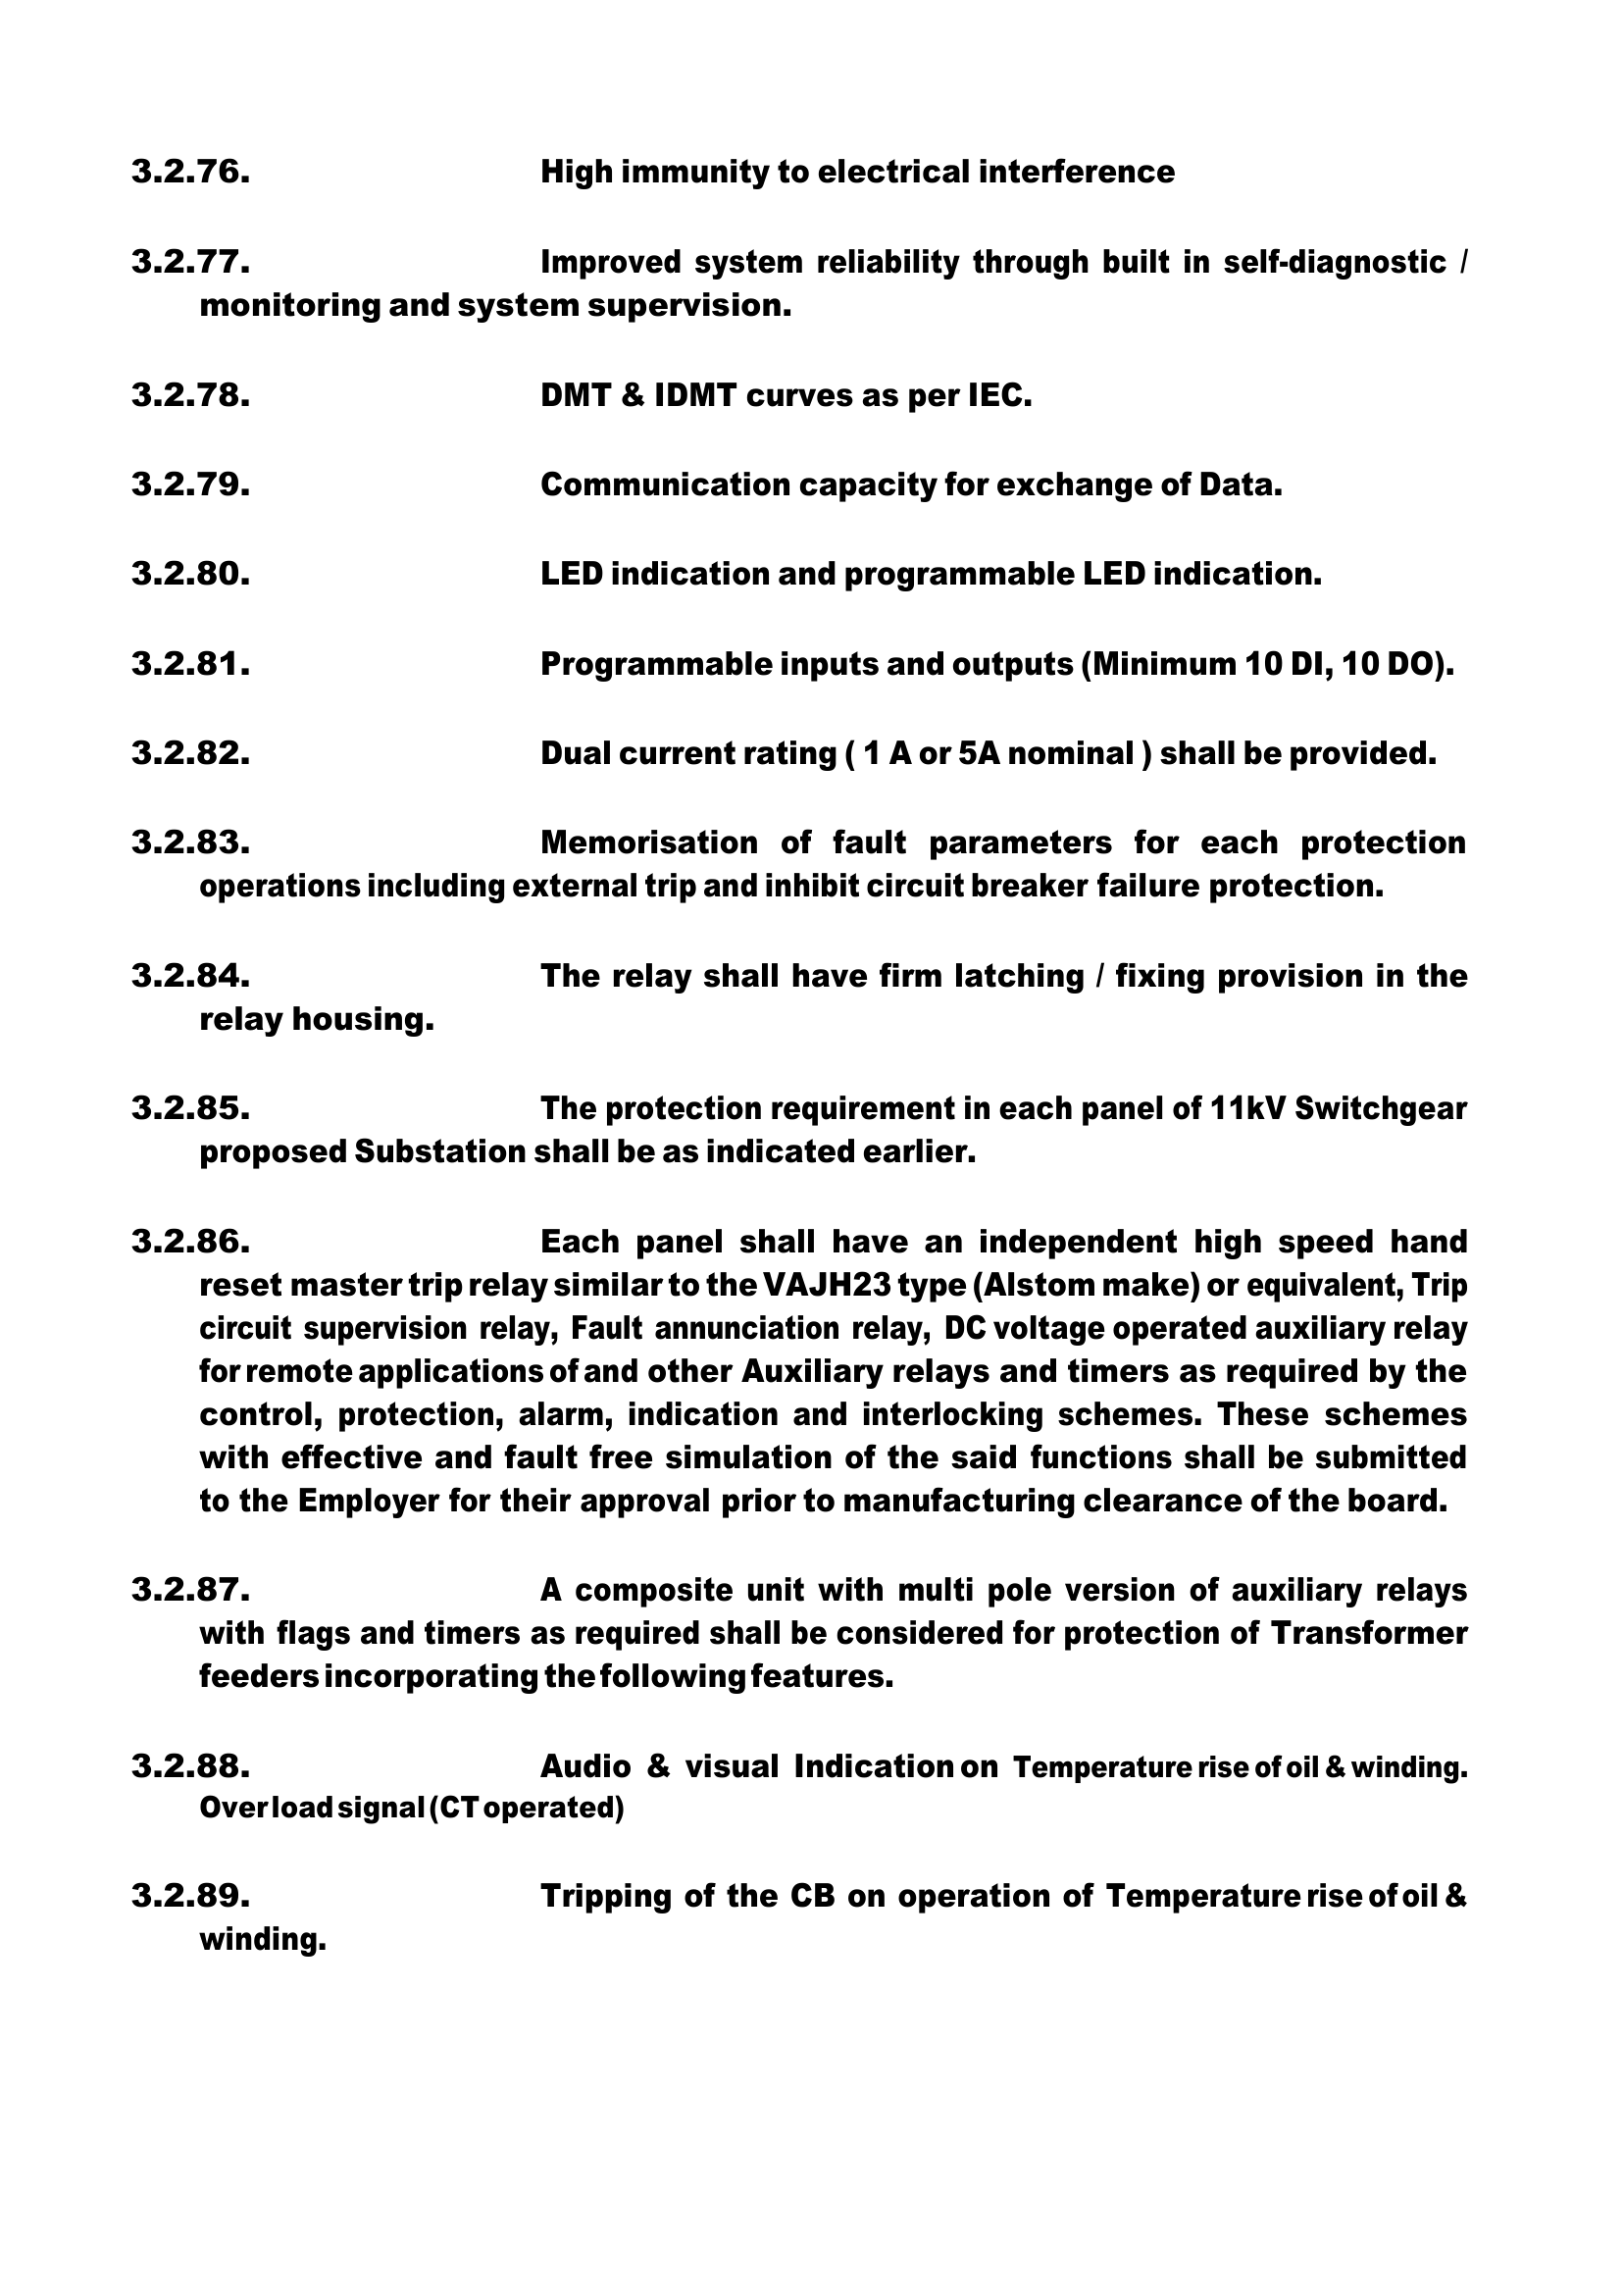 3.2.76. High immunity to electrical interference
3.2.77. Improved system reliability through built in self-diagnostic /
monitoring and system supervision.
3.2.78. DMT & IDMT curves as per IEC.
3.2.79. Communication capacity for exchange of Data.
3.2.80. LED indication and programmable LED indication.
3.2.81. Programmable inputs and outputs (Minimum 10 DI, 10 DO).
3.2.82. Dual current rating ( 1 A or 5A nominal ) shall be provided.
3.2.83. Memorisation of fault parameters for each protection
operations including external trip and inhibit circuit breaker failure protection.
3.2.84. The relay shall have firm latching / fixing provision in the
relay housing.
3.2.85. The protection requirement in each panel of 11kV Switchgear
proposed Substation shall be as indicated earlier.
3.2.86. Each panel shall have an independent high speed hand
reset master trip relay similar to the VAJH23 type (Alstom make) or equivalent, Trip
circuit supervision relay, Fault annunciation relay, DC voltage operated auxiliary relay
for remote applications of and other Auxiliary relays and timers as required by the
control, protection, alarm, indication and interlocking schemes. These schemes
with effective and fault free simulation of the said functions shall be submitted
to the Employer for their approval prior to manufacturing clearance of the board.
3.2.87. A composite unit with multi pole version of auxiliary relays
with flags and timers as required shall be considered for protection of Transformer
feeders incorporating the following features.
3.2.88. Audio & visual Indication on Temperature rise of oil & winding.
Over load signal (CT operated)
3.2.89. Tripping of the CB on operation of Temperature rise of oil &
winding.